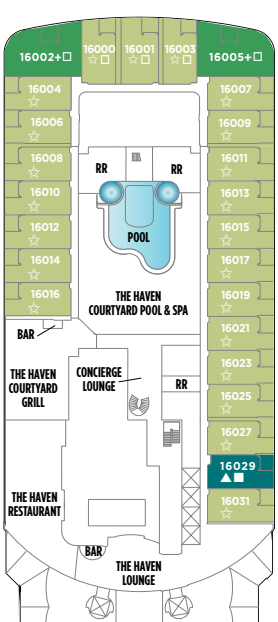 16000 16001 16003
☆□ ☆□ ☆□
16002+□ 16005+□
16004
☆
16007
☆
16006
☆
16009
☆
16008
☆
16011
☆
RR RR
16010
☆
16013
☆
16012
☆
16015
☆
POOL
16014
☆
16017
☆
16016
☆
16019
☆
THE HAVEN
COURTYARD POOL & SPA
16021
☆
BAR
16023
☆
THE HAVEN
COURTYARD
GRILL
CONCIERGE
LOUNGE
RR
16025
☆
16027
☆
16029
▲■
THE HAVEN
RESTAURANT
16031
☆
BAR
THE HAVEN
LOUNGE